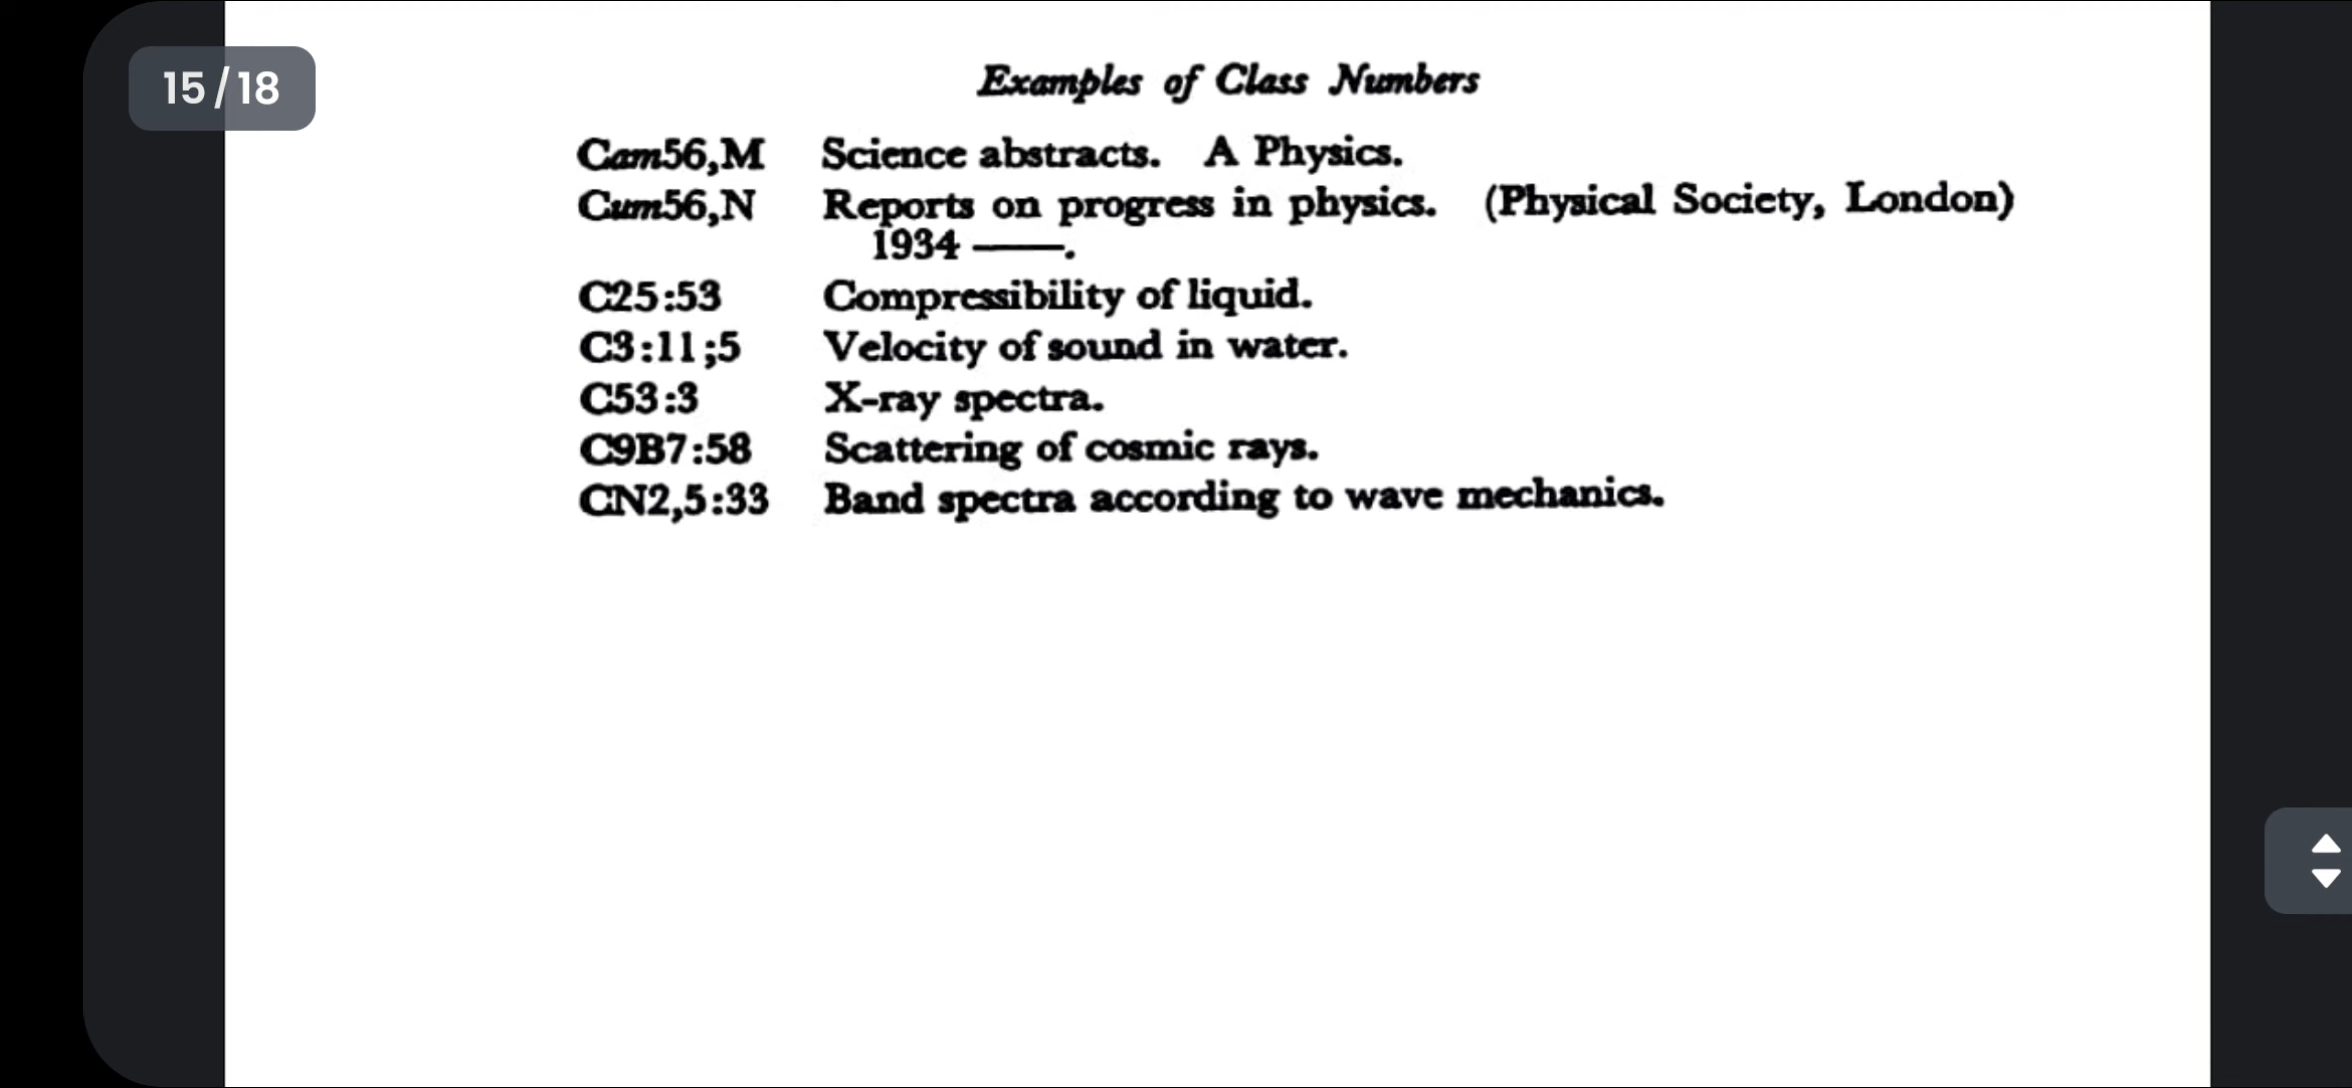 15/18
Examples of Class Numbers
Cam56,M Science abstracts. A Physics.
Cum56,N Reports on progress in physics. (Physical Society, London)
1934 ——.
C25:53 Compressibility of liquid.
C3:11;5 Velocity of sound in water.
C53:3 X-ray spectra.
C9B7:58 Scattering of cosmic rays.
CN2,5:33 Band spectra according to wave mechanics.